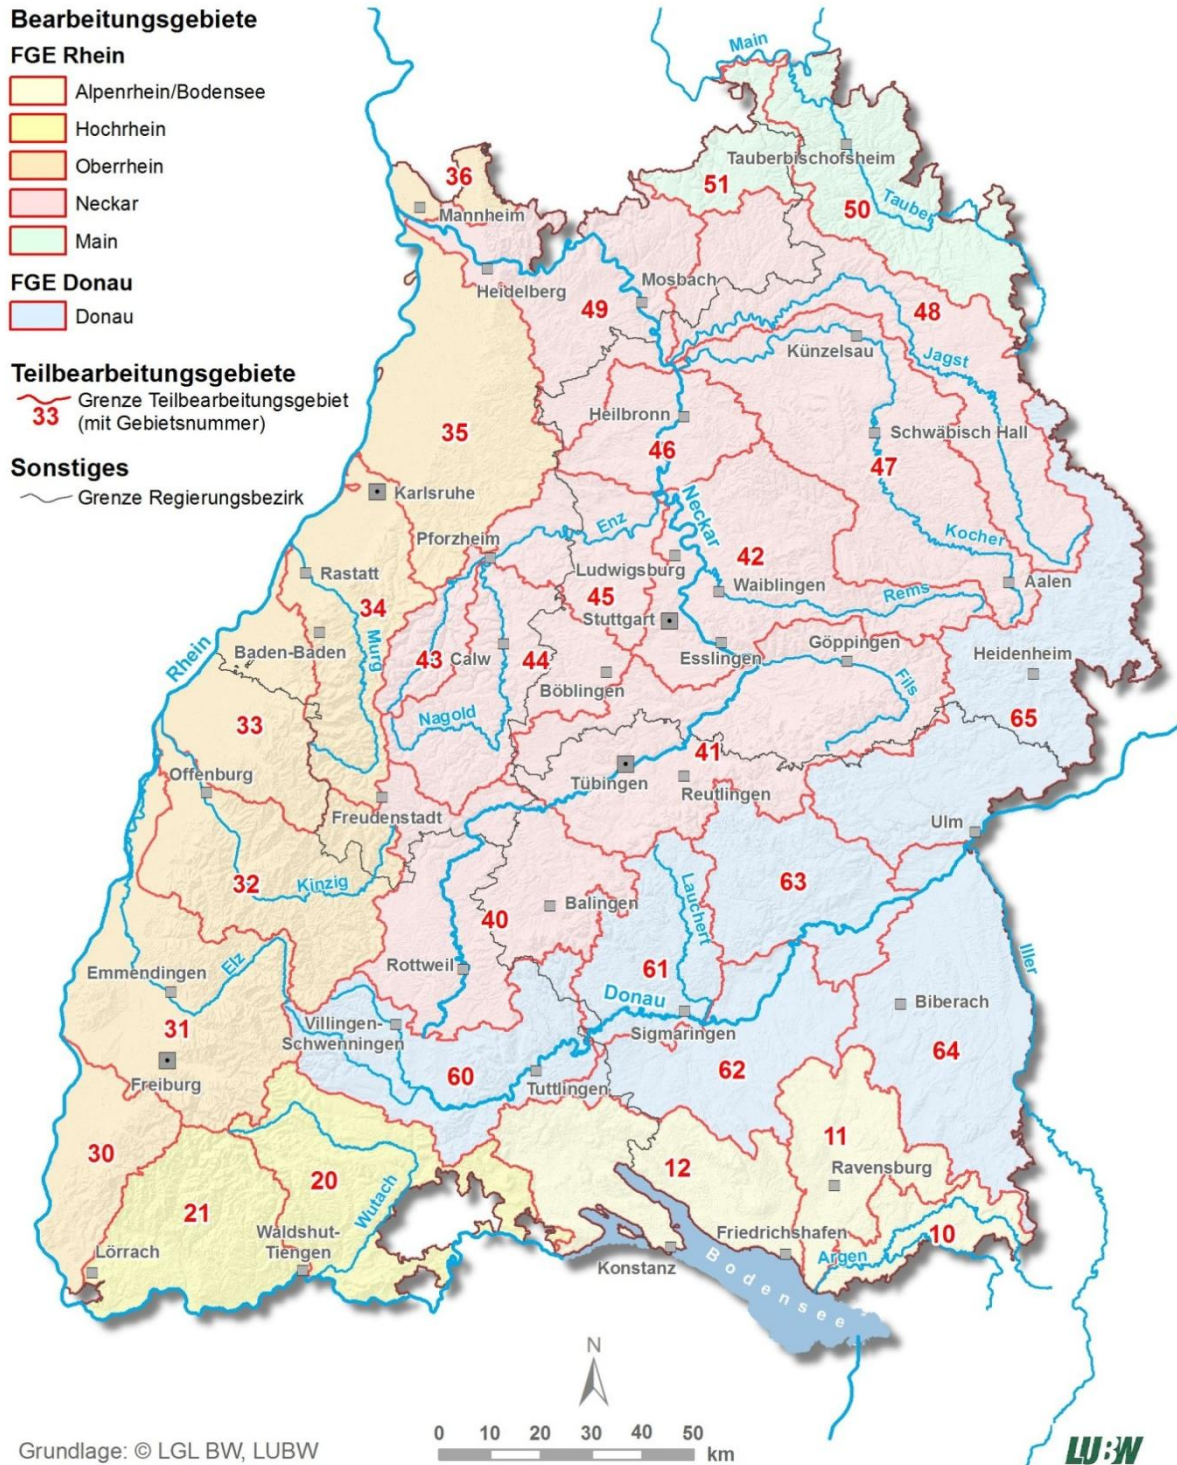 Bearbeitungsgebiete
FGE Rhein
Alpenrhein/Bodensee
Hochrhein
Oberrhein
Neckar
Main
FGE Donau
Donau
Teilbearbeitungsgebiete
Grenze Teilbearbeitungsgebiet
33 (mit Gebietsnummer)
Sonstiges
Grenze Regierungsbezirk
Main
Tauberbischofsheim
51
50
Tauber
36
Mannheim
Heidelberg
Mosbach
49
48
Künzelsau
Jagst
Heilbronn
35
46
Schwäbisch Hall
47
Karlsruhe
Neckar
Pforzheim
Enz
Kocher
42
Rastatt
Ludwigsburg
Waiblingen
Aalen
34
45
Rems
Stuttgart
Rhein
Murg
Baden-Baden
43
Calw
44
Esslingen
Göppingen
Heidenheim
Böblingen
Fils
33
Nagold
65
41
Offenburg
Tübingen
Reutlingen
Freudenstadt
Ulm
32
Kinzig
63
Lauchert
40
Balingen
Rottweil
Elz
Emmendingen
61
Iller
Donau
Biberach
31
Villingen-
Schwenningen
Sigmaringen
64
Freiburg
60
Tuttlingen
62
30
11
12
Ravensburg
20
21
Wutach
Waldshut-
Tiengen
Friedrichshafen
10
Lörrach
Konstanz
Argen
Bodensee
N
0 10 20 30 40 50
km
Grundlage: © LGL BW, LUBW
LUBW